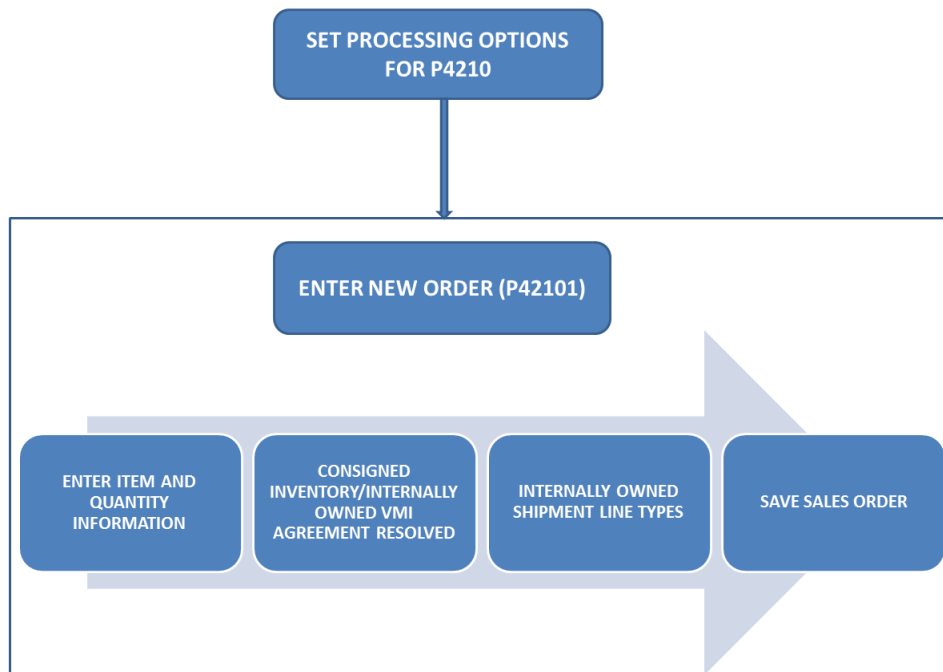 SET PROCESSING OPTIONS
FOR P4210
ENTER NEW ORDER (P42101)
ENTER ITEM AND
QUANTITY
INFORMATION
CONSIGNED
INVENTORY/INTERNALLY
OWNED VMI
AGREEMENT RESOLVED
INTERNALLY OWNED
SHIPMENT LINE TYPES
SAVE SALES ORDER